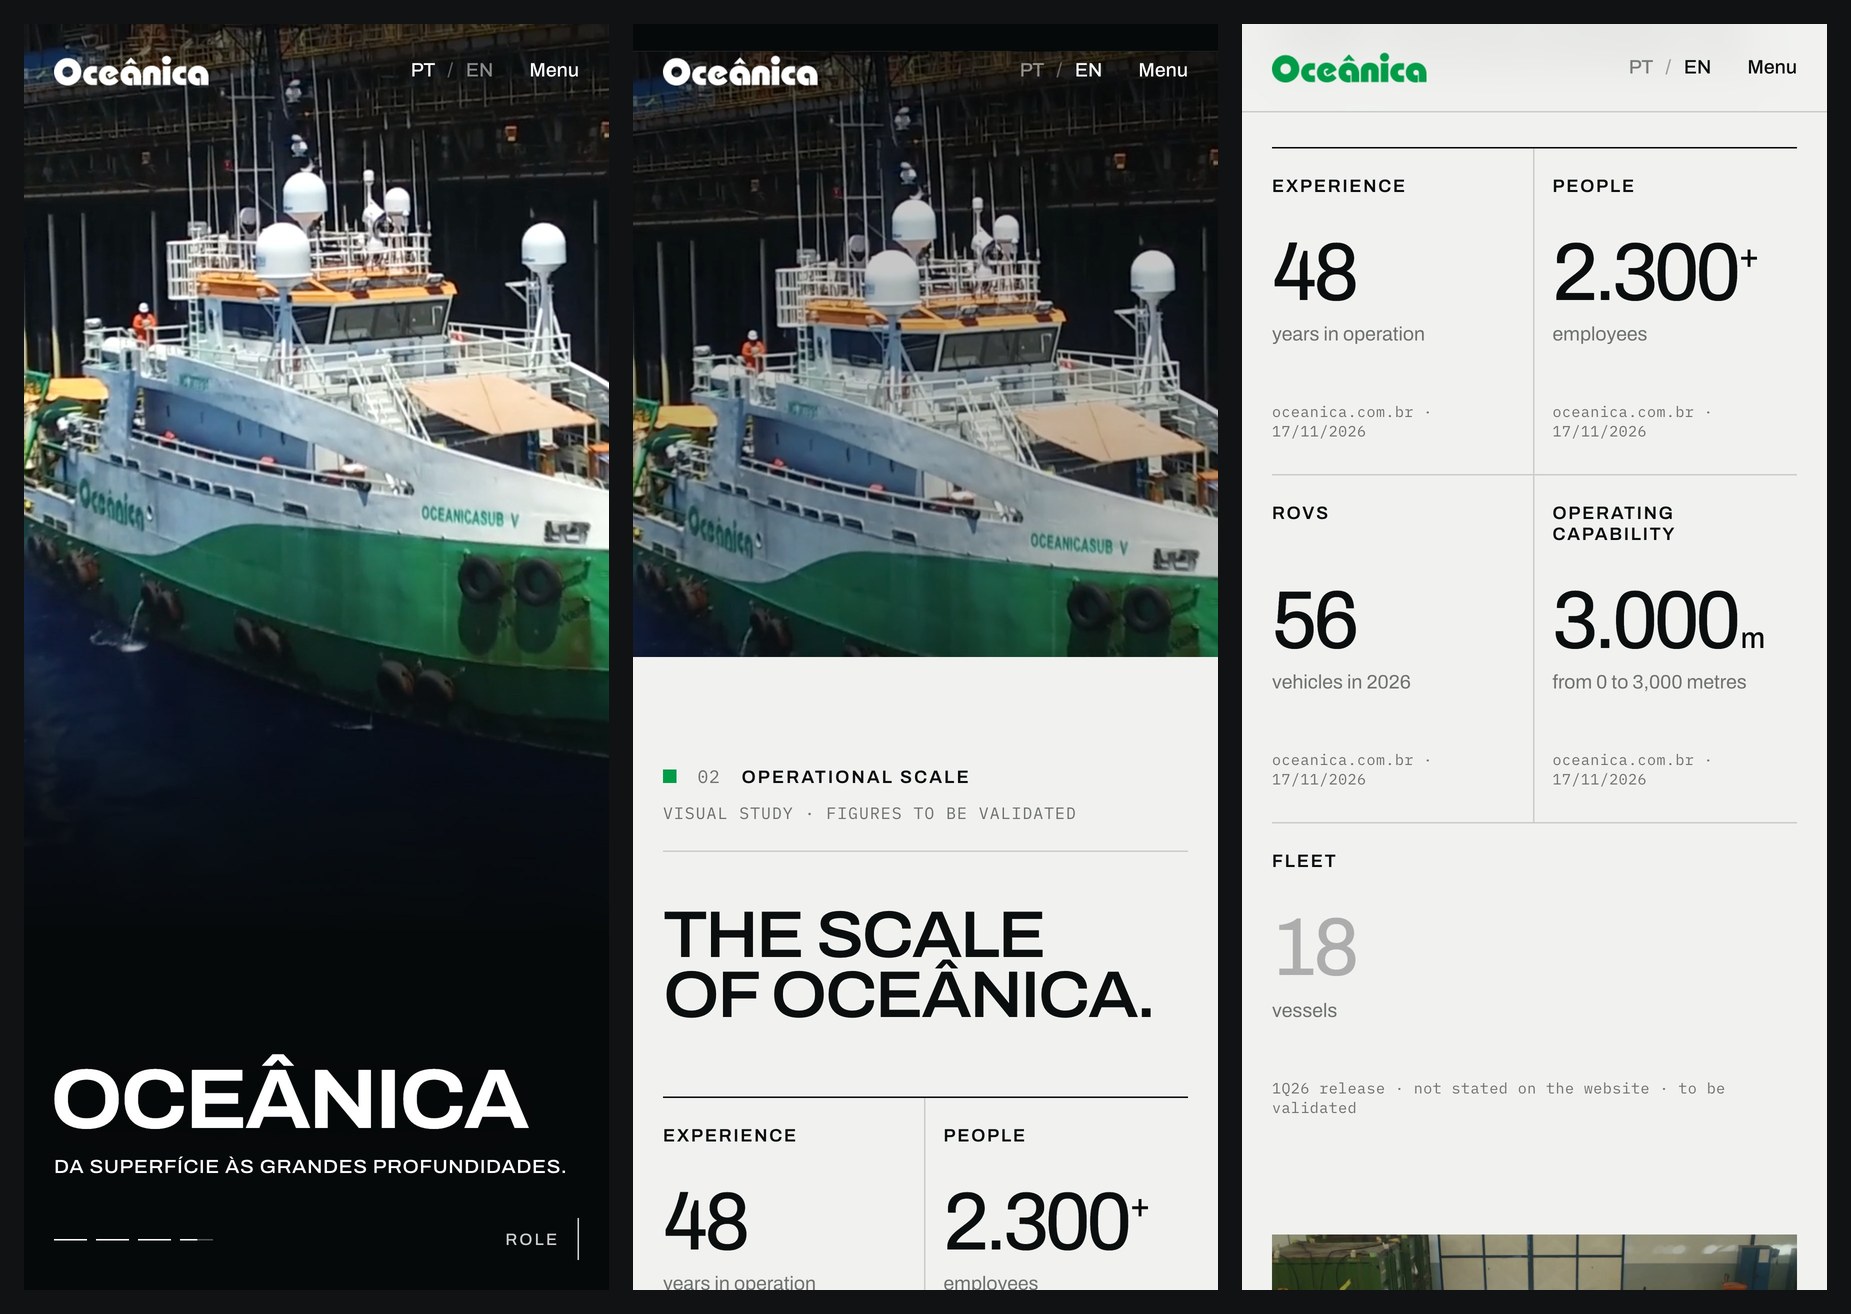 Oceânica
PT / EN Menu
Oceânica
OCEANICASUB V
OCEÂNICA
DA SUPERFÍCIE ÀS GRANDES PROFUNDIDADES.
ROLE
Oceânica
PT / EN Menu
Oceânica
OCEANICASUB V
02 OPERATIONAL SCALE
VISUAL STUDY · FIGURES TO BE VALIDATED
THE SCALE
OF OCEÂNICA.
EXPERIENCE
48
years in operation
PEOPLE
2.300+
employees
Oceânica
PT / EN Menu
EXPERIENCE
48
years in operation
oceanica.com.br ·
17/11/2026
PEOPLE
2.300+
employees
oceanica.com.br ·
17/11/2026
ROVS
56
vehicles in 2026
oceanica.com.br ·
17/11/2026
OPERATING
CAPABILITY
3.000m
from 0 to 3,000 metres
oceanica.com.br ·
17/11/2026
FLEET
18
vessels
1Q26 release · not stated on the website · to be
validated